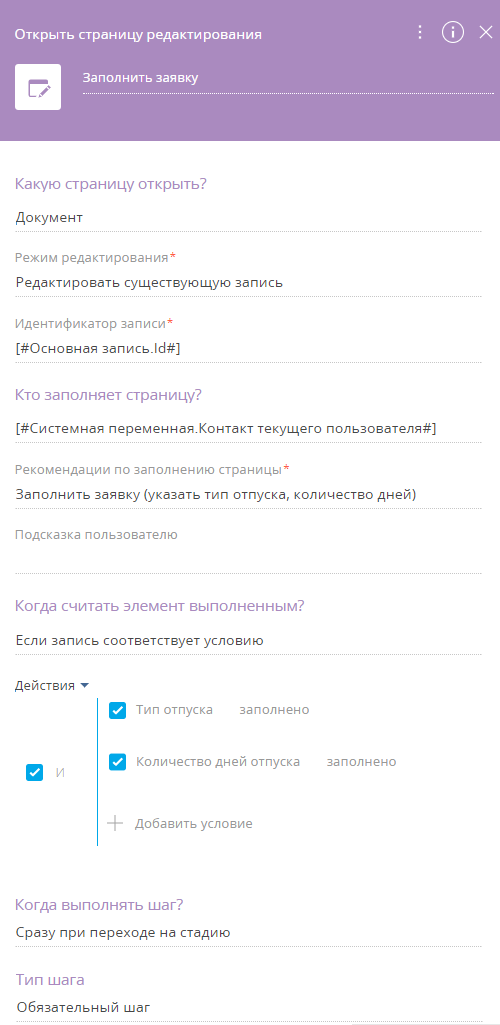 Открыть страницу редактирования
Заполнить заявку
Какую страницу открыть?
Документ
Режим редактирования*
Редактировать существующую запись
Идентификатор записи*
[#Основная запись.Id#]
Кто заполняет страницу?
[#Системная переменная.Контакт текущего пользователя#]
Рекомендации по заполнению страницы*
Заполнить заявку (указать тип отпуска, количество дней)
Подсказка пользователю
Когда считать элемент выполненным?
Если запись соответствует условию
Действия
Тип отпуска заполнено
И
Количество дней отпуска заполнено
Добавить условие
Когда выполнять шаг?
Сразу при переходе на стадию
Тип шага
Обязательный шаг